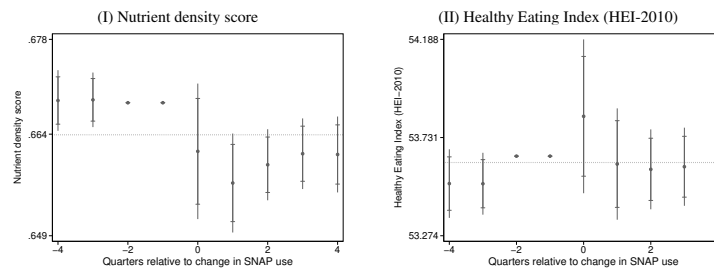 (I) Nutrient density score
.678
.664
.649
Nutrient density score
−4
−2
0
2
4
Quarters relative to change in SNAP use
(II) Healthy Eating Index (HEI-2010)
54.188
53.731
53.274
Healthy Eating Index (HEI−2010)
−4
−2
0
2
Quarters relative to change in SNAP use